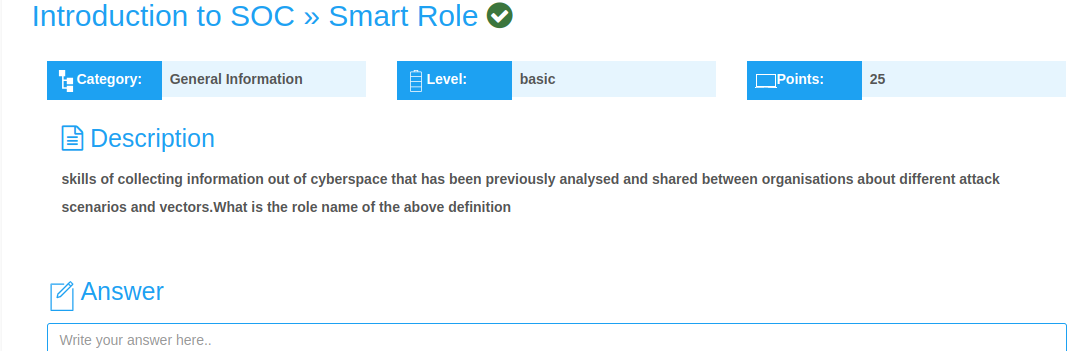 Introduction to SOC » Smart Role
Category: General Information
Level: basic
Points: 25
Description
skills of collecting information out of cyberspace that has been previously analysed and shared between organisations about different attack
scenarios and vectors.What is the role name of the above definition
Answer
Write your answer here..